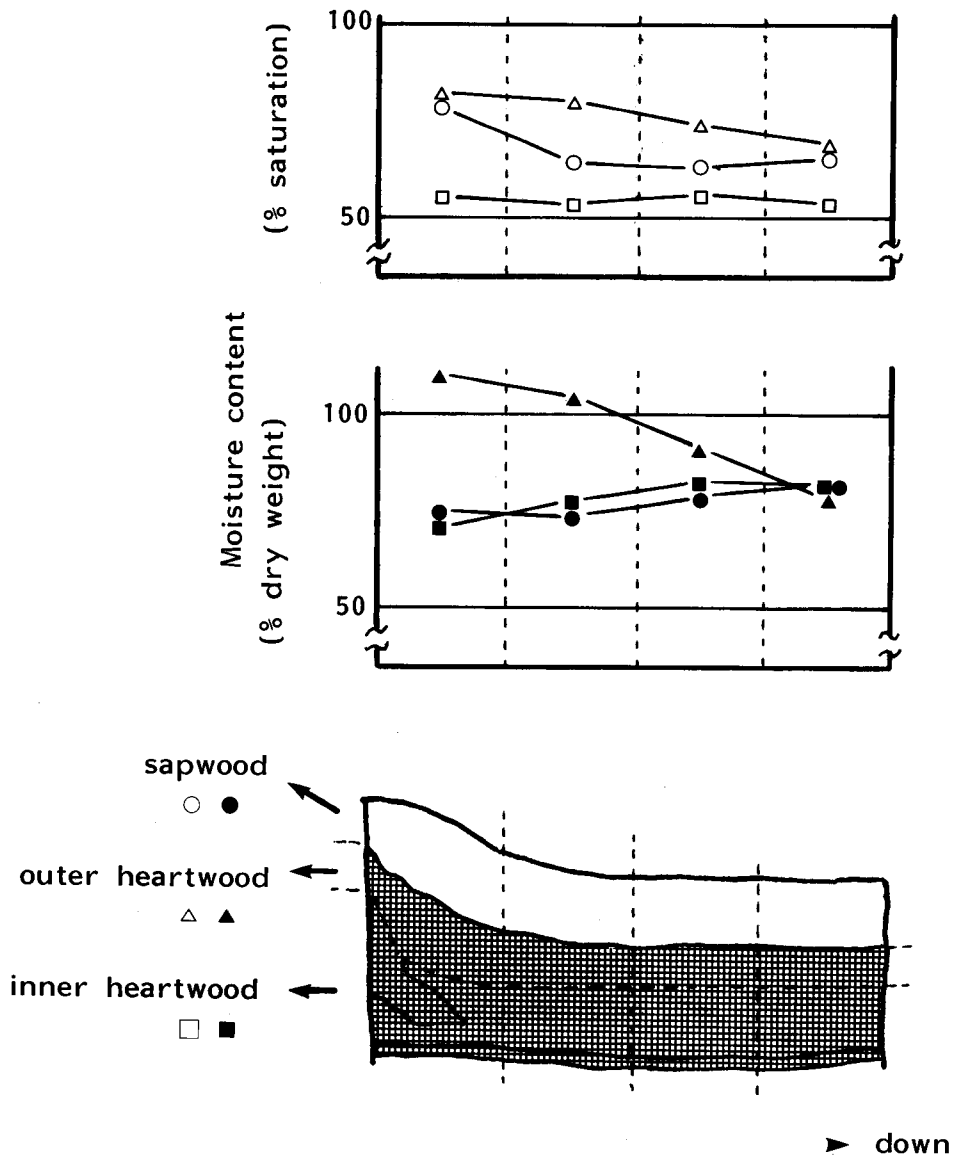 100
50
(% saturation)
Moisture content
(% dry weight)
100
50
sapwood
outer heartwood
inner heartwood
down